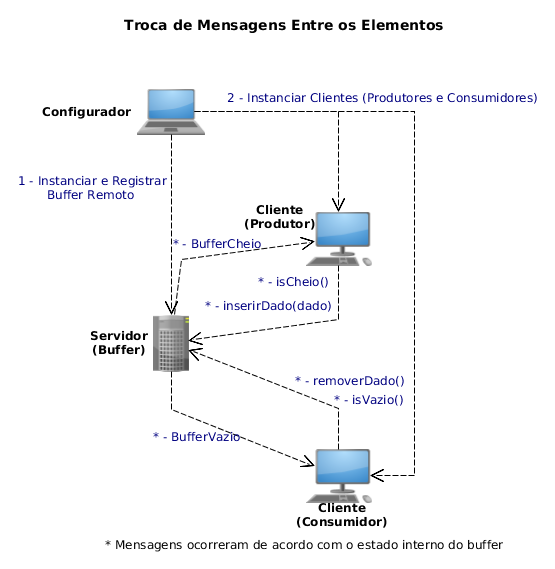 Troca de Mensagens Entre os Elementos
2 - Instanciar Clientes (Produtores e Consumidores)
Configurador
1 - Instanciar e Registrar
Buffer Remoto
Cliente
(Produtor)
* - BufferCheio
* - isCheio()
* - inserirDado(dado)
Servidor
(Buffer)
* - removerDado()
* - isVazio()
* - BufferVazio
Cliente
(Consumidor)
* Mensagens ocorreram de acordo com o estado interno do buffer